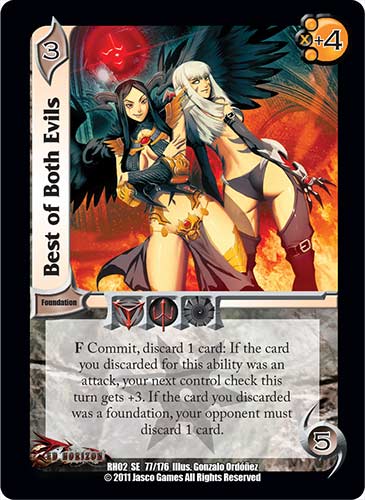 3
+4
Best of Both Evils
Foundation
F Commit, discard 1 card: If the card
you discarded for this ability was an
attack, your next control check this
turn gets +3. If the card you discarded
was a foundation, your opponent must
discard 1 card.
5
RED HORIZON
RH02 SE 77/176 Illus. Gonzalo Ordóñez
© 2011 Jasco Games All Rights Reserved